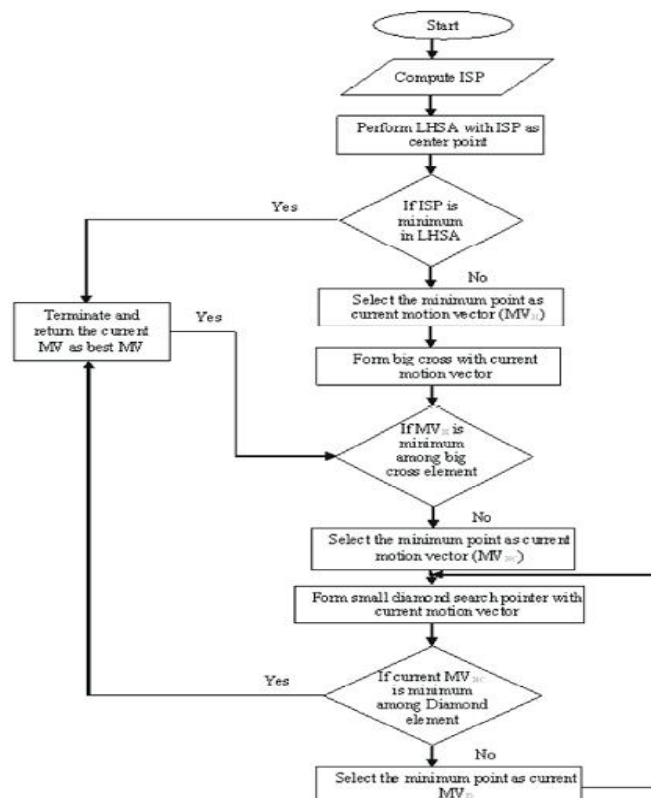 Start
Compute ISP
Perform LHSA with ISP as
center point
Yes
If ISP is
minimum
in LHSA
No
Terminate and
return the current
MV as best MV
Yes
Select the minimum point as
current motion vector (MV)
Form big cross with current
motion vector
If MV is
minimum
among big
cross element
No
Select the minimum point as current
motion vector (MV)
Form small diamond search pointer with
current motion vector
Yes
If current MV
is minimum
among Diamond
element
No
Select the minimum point as current
MV